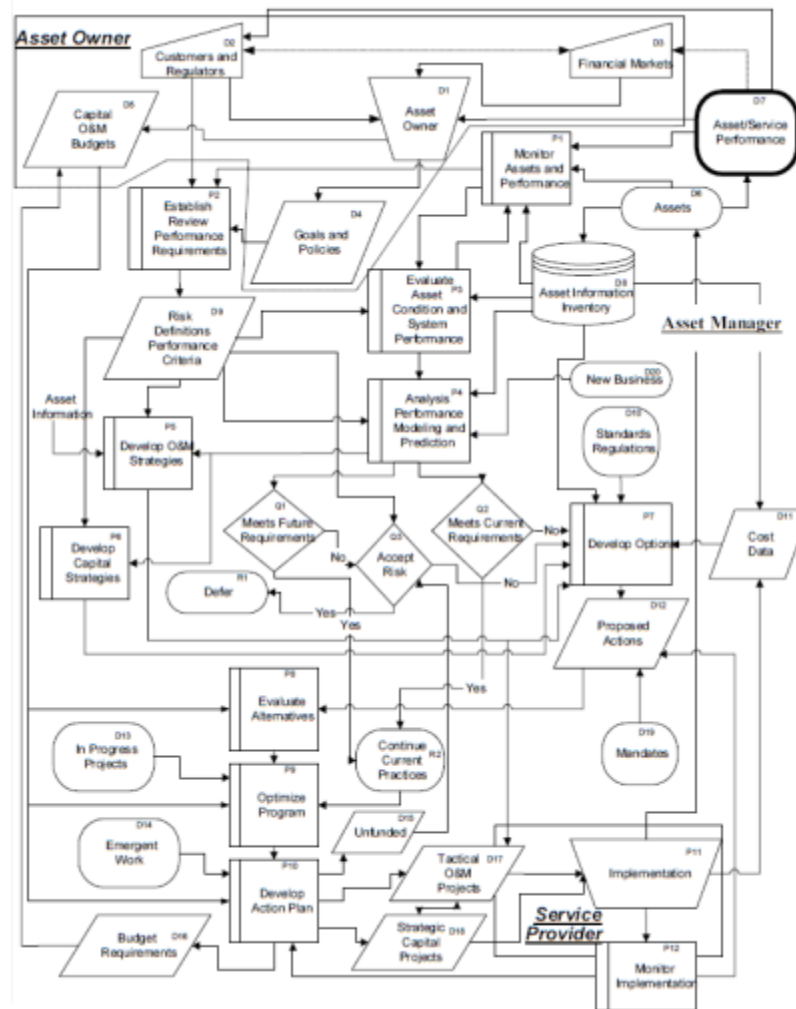 Asset Owner
D2
Customers and
Regulators
D3
Financial Markets
D5
Capital
O&M
Budgets
D1
Asset
Owner
D7
Asset/Service
Performance
P1
Monitor
Assets and
Performance
D6
Assets
P2
Establish
Review
Performance
Requirements
D4
Goals and
Policies
Evaluate
Asset
P3
Condition and
System
Performance
D8
Asset Information
Inventory
D9
Risk
Definitions
Performance
Criteria
Asset Manager
D20
New Business
Asset
Information
P4
Analysis
Performance
Modeling and
Prediction
D10
Standards
Regulations
P5
Develop O&M
Strategies
Q1
Meets Future
Requirements
Q2
Meets Current
Requirements
No
P7
Develop Option
D11
Cost
Data
P6
Develop
Capital
Strategies
No
Q3
Accept
Risk
No
R1
Defer
Yes
Yes
D12
Proposed
Actions
P8
Evaluate
Alternatives
Yes
D13
In Progress
Projects
Continue
Current
R2
Practices
D19
Mandates
P9
Optimize
Program
D14
Emergent
Work
D15
Unfunded
P10
Develop
Action Plan
Tactical
D17
O&M
Projects
P11
Implementation
D16
Budget
Requirements
Strategic
Capital
D18
Projects
Service
Provider
P12
Monitor
Implementation